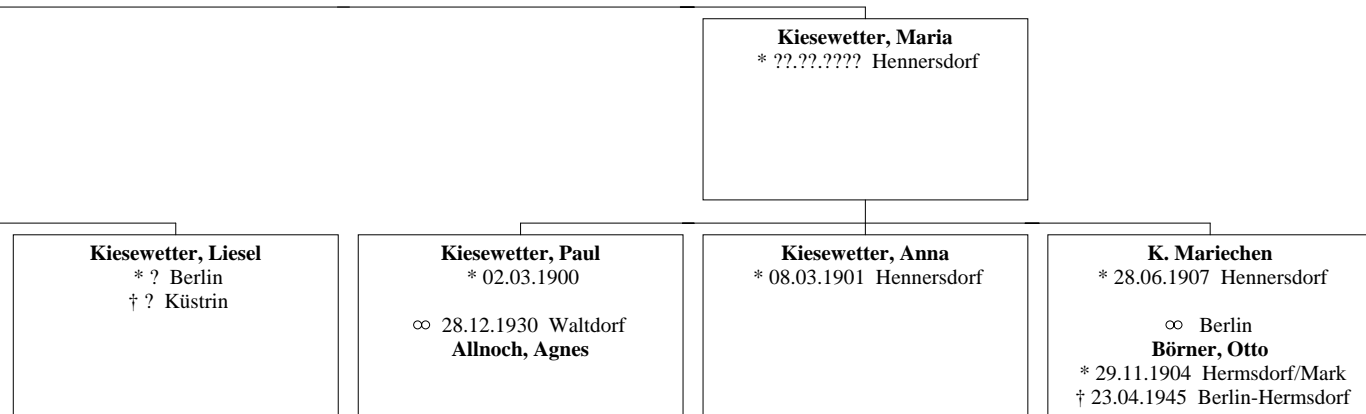 Kiesewetter, Maria
* ??.??.???? Hennersdorf
Kiesewetter, Liesel
* ? Berlin
† ? Küstrin
Kiesewetter, Paul
* 02.03.1900
∞ 28.12.1930 Waltdorf
Allnoch, Agnes
Kiesewetter, Anna
* 08.03.1901 Hennersdorf
K. Mariechen
* 28.06.1907 Hennersdorf
∞ Berlin
Börner, Otto
* 29.11.1904 Hermsdorf/Mark
† 23.04.1945 Berlin-Hermsdorf